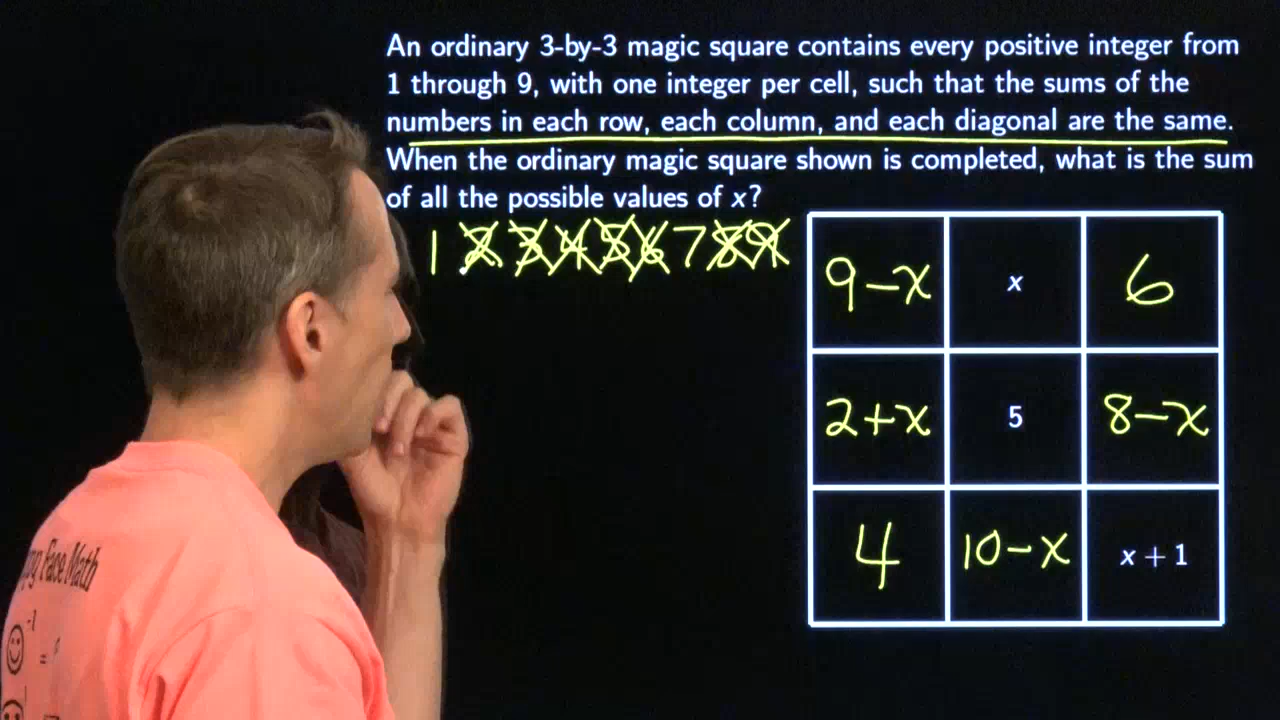 An ordinary 3-by-3 magic square contains every positive integer from
1 through 9, with one integer per cell, such that the sums of the
numbers in each row, each column, and each diagonal are the same.
When the ordinary magic square shown is completed, what is the sum
of all the possible values of x?
1 2 3 4 5 6 7 8 9
9-x x 6
2+x 5 8-x
4 10-x x + 1
Face Math
-1
=